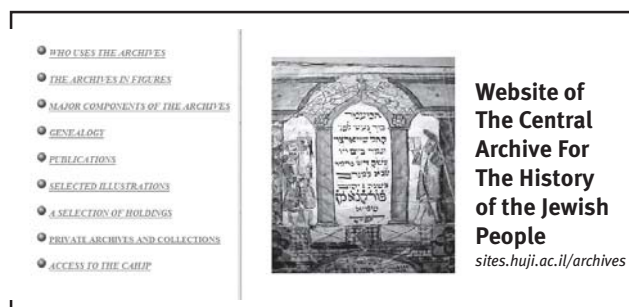 WHO USES THE ARCHIVES
THE ARCHIVES IN FIGURES
MAJOR COMPONENTS OF THE ARCHIVES
GENEALOGY
PUBLICATIONS
SELECTED ILLUSTRATIONS
A SELECTION OF HOLDINGS
PRIVATE ARCHIVES AND COLLECTIONS
ACCESS TO THE CAHJP
Website of
The Central
Archive For
The History
of the Jewish
People
sites.huji.ac.il/archives